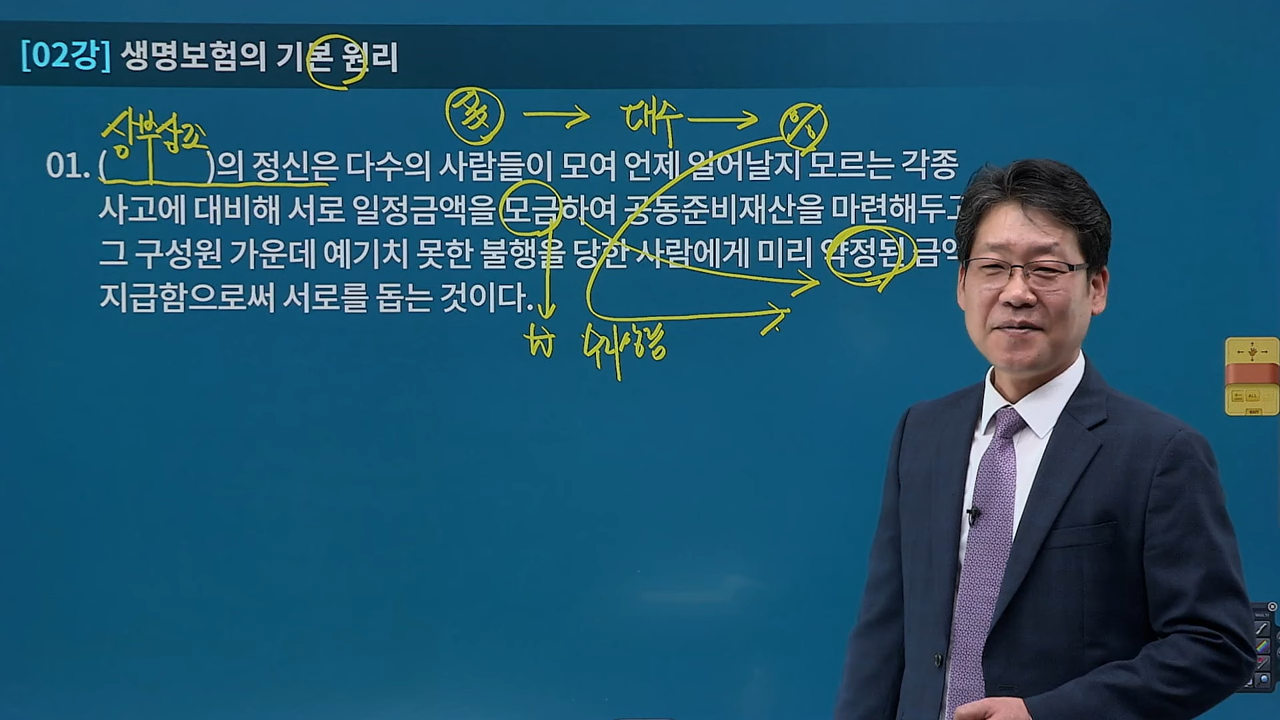 [02강] 생명보험의 기본 원리
多 → 대수 → %
상부상조
01. ( )의 정신은 다수의 사람들이 모여 언제 일어날지 모르는 각종
사고에 대비해 서로 일정금액을 모금하여 공동준비재산을 마련해두고
그 구성원 가운데 예기치 못한 불행을 당한 사람에게 미리 약정된 금액
지급함으로써 서로를 돕는 것이다.